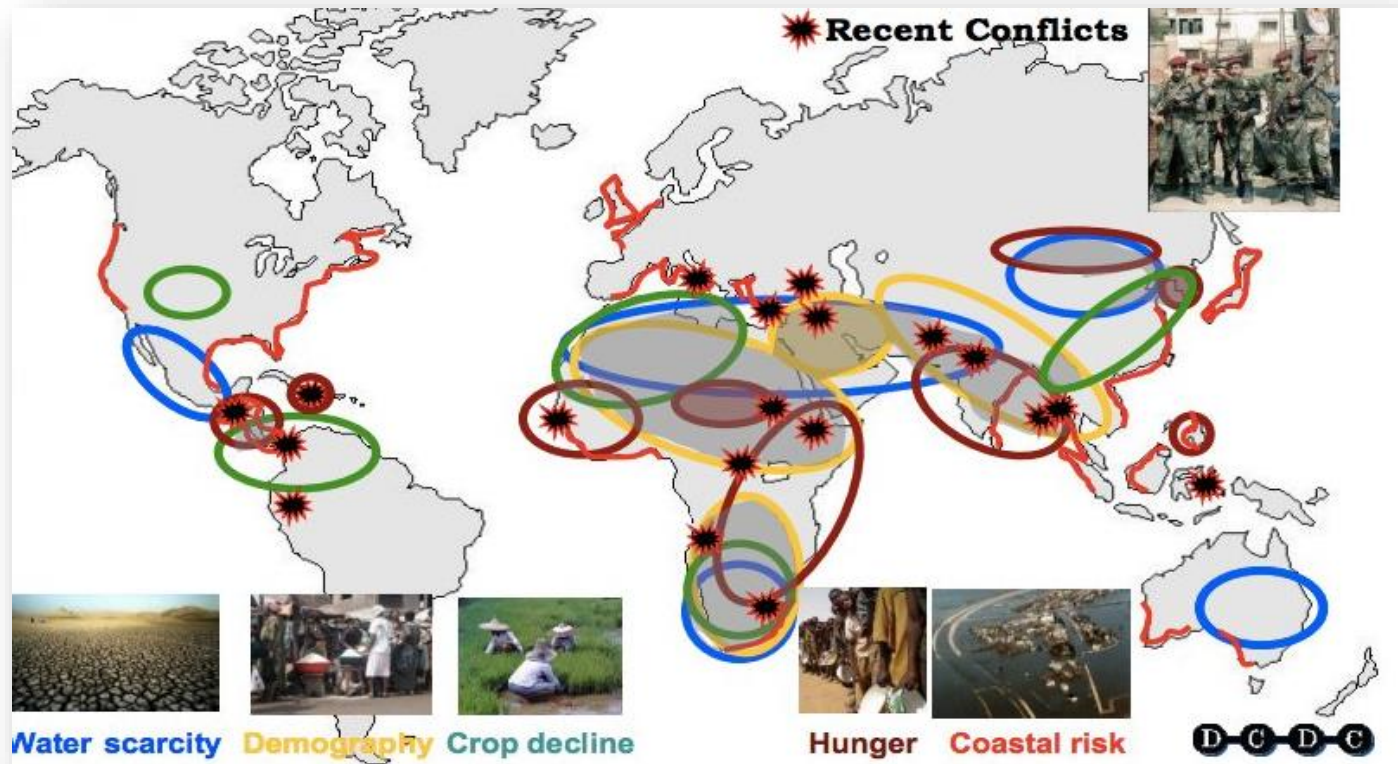 Recent Conflicts
Water scarcity
Demography
Crop decline
Hunger
Coastal risk
D C D C